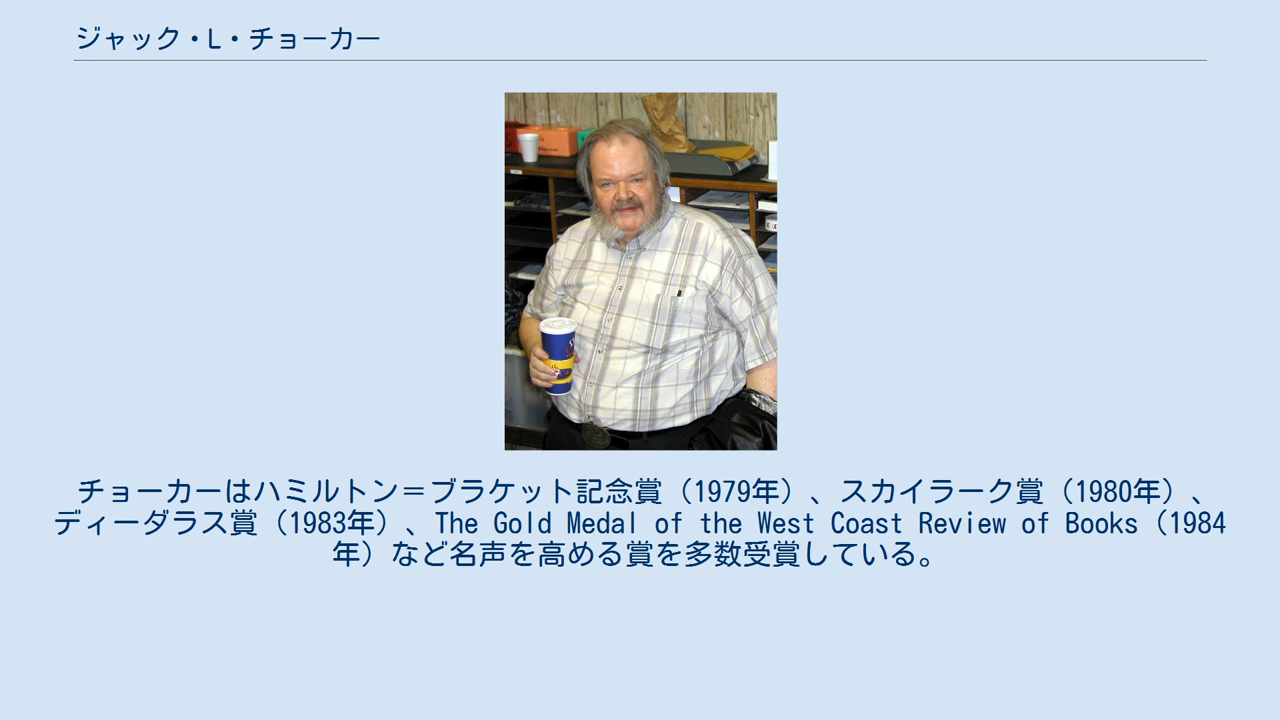 ジャック・L・チョーカー
チョーカーはハミルトン＝ブラケット記念賞（1979年）、スカイラーク賞（1980年）、
ディーダラス賞（1983年）、The Gold Medal of the West Coast Review of Books（1984
年）など名声を高める賞を多数受賞している。